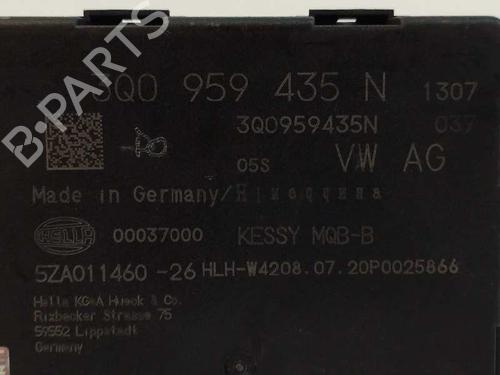 3Q0 959 435 N 1307
3Q0959435N 037
05S VW AG
Made in Germany/
HELLA 00037000 KESSY MQB-B
5ZA011460-26 HLH-W4208.07.20P0025866
Hella KGaA Hueck & Co.
Rixbecker Strasse 75
59552 Lippstadt
Germany
B-PARTS